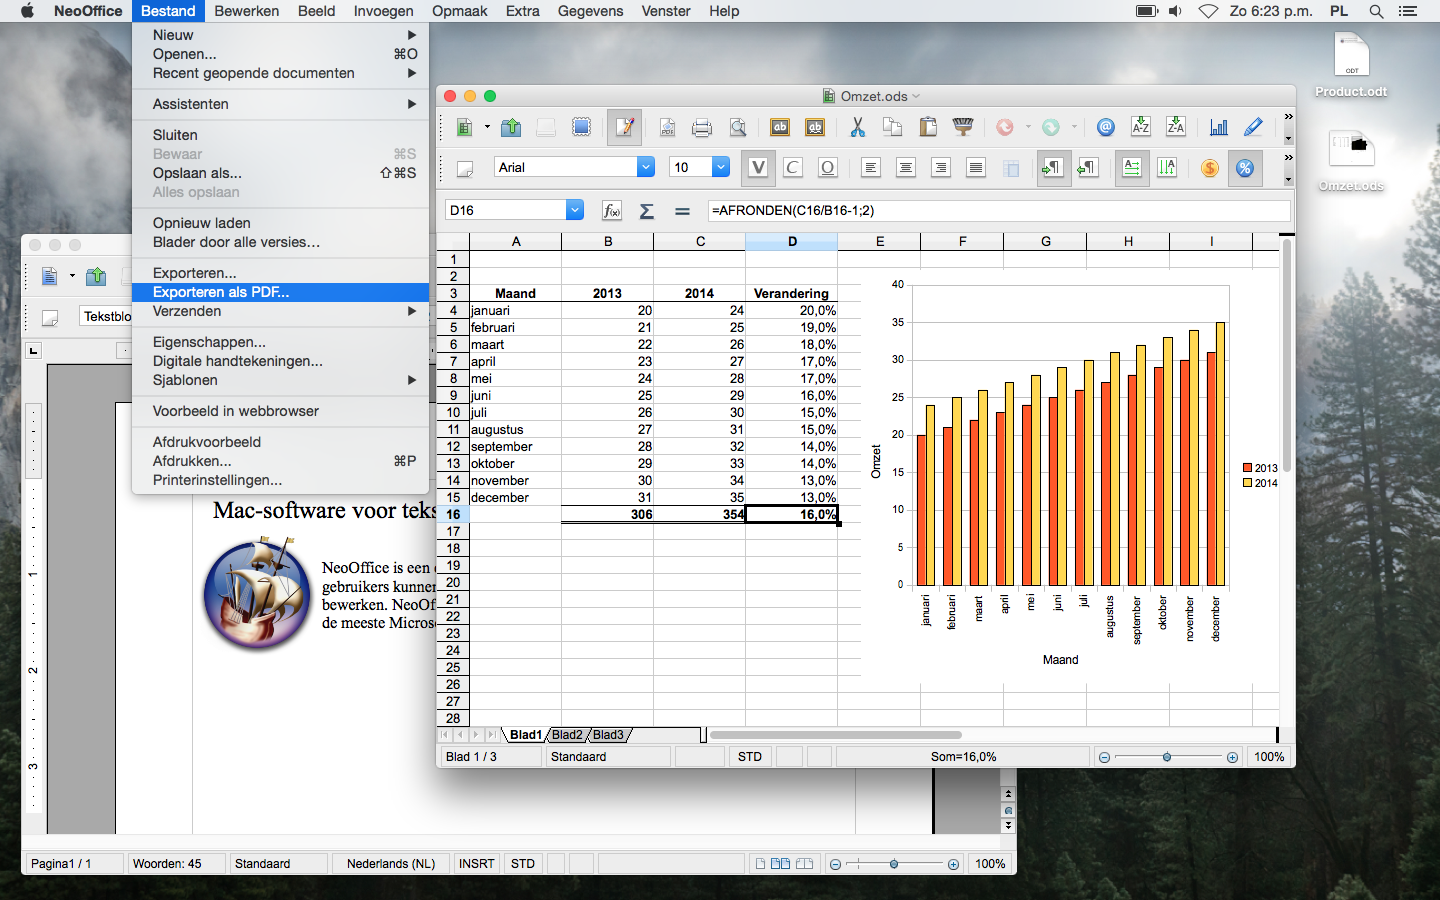 NeoOffice Bestand Bewerken Beeld Invoegen Opmaak Extra Gegevens Venster Help Zo 6:23 p.m. PL
Nieuw
Openen... ⌘O
Recent geopende documenten
Assistenten
Sluiten
Bewaar ⌘S
Opslaan als... ⇧⌘S
Alles opslaan
Opnieuw laden
Blader door alle versies...
Exporteren...
Exporteren als PDF...
Verzenden
Eigenschappen...
Digitale handtekeningen...
Sjablonen
Voorbeeld in webbrowser
Afdrukvoorbeeld
Afdrukken... ⌘P
Printerinstellingen...
ODT
Product.odt
Omzet.ods
Omzet.ods
PDF ab ab A-Z Z-A
Arial 10 V C O
D16 f(x) Σ = =AFRONDEN(C16/B16-1;2)
A B C D E F G H I
1
2
3 Maand 2013 2014 Verandering
4 januari 20 24 20,0%
5 februari 21 25 19,0%
6 maart 22 26 18,0%
7 april 23 27 17,0%
8 mei 24 28 17,0%
9 juni 25 29 16,0%
10 juli 26 30 15,0%
11 augustus 27 31 15,0%
12 september 28 32 14,0%
13 oktober 29 33 14,0%
14 november 30 34 13,0%
15 december 31 35 13,0%
16 306 354 16,0%
17
18
19
20
21
22
23
24
25
26
27
28
40
35
30
25
20
15
10
5
0
Omzet
januari februari maart april mei juni juli augustus september oktober november december
Maand
2013
2014
Blad1 Blad2 Blad3
Blad 1 / 3 Standaard STD Som=16,0% 100%
Tekstblo
Mac-software voor teks
NeoOffice is een
gebruikers kunnen
bewerken. NeoOf
de meeste Micros
1
2
3
Pagina1 / 1 Woorden: 45 Standaard Nederlands (NL) INSRT STD 100%